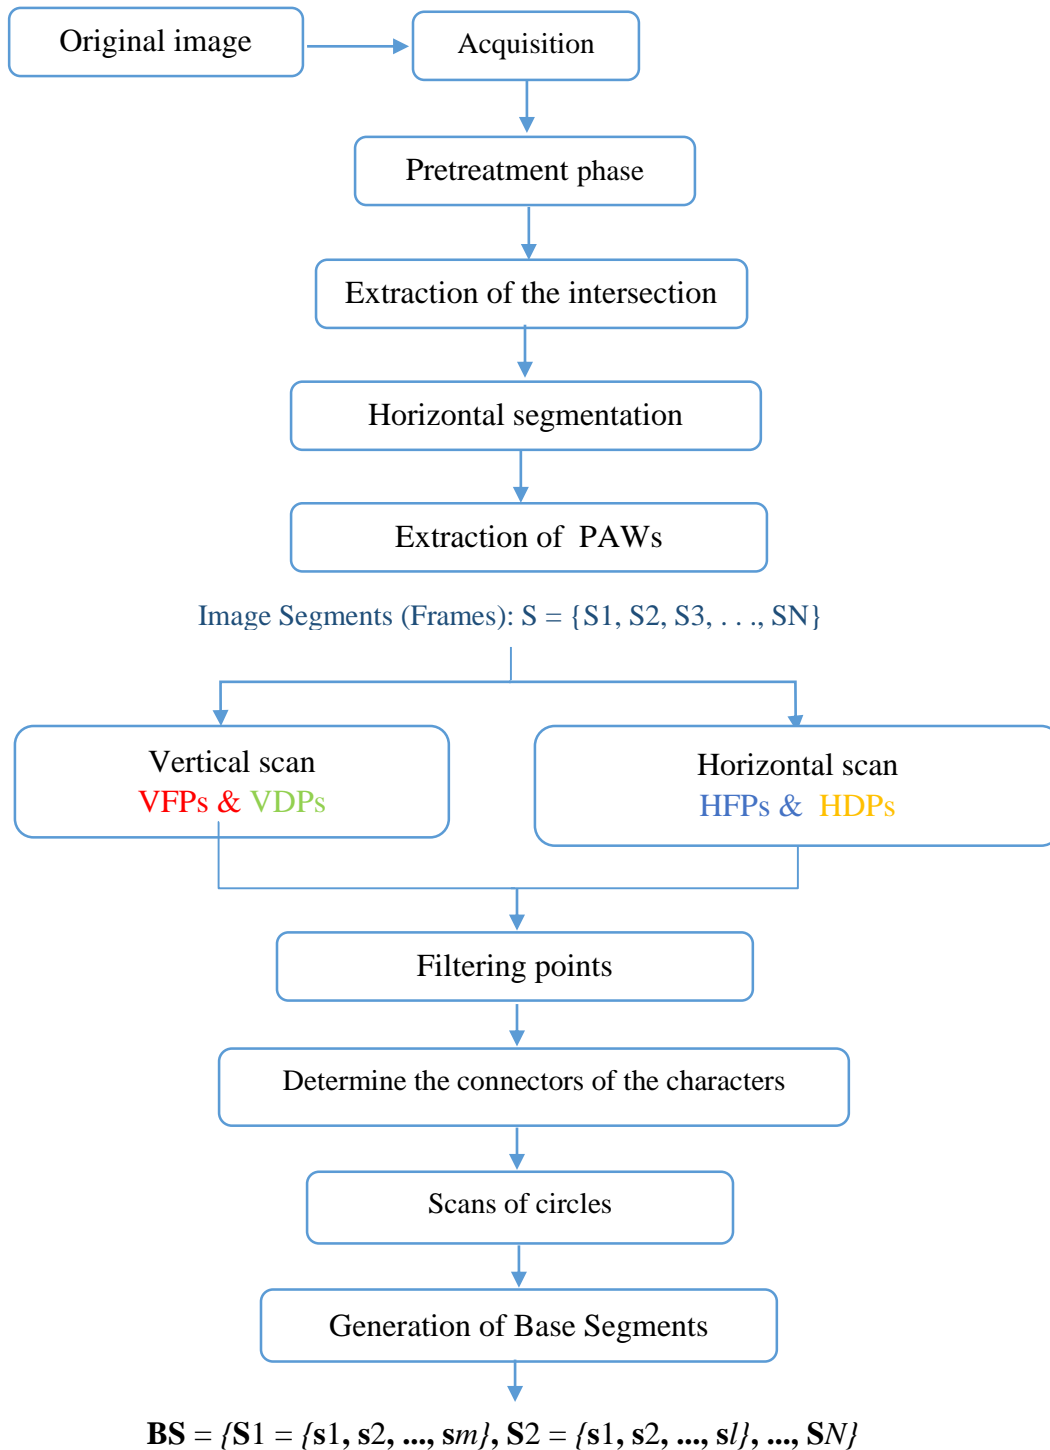 Original image
Acquisition
Pretreatment phase
Extraction of the intersection
Horizontal segmentation
Extraction of PAWs
Image Segments (Frames): S = {S1, S2, S3, . . ., SN}
Vertical scan
VFPs & VDPs
Horizontal scan
HFPs & HDPs
Filtering points
Determine the connectors of the characters
Scans of circles
Generation of Base Segments
BS = {S1 = {s1, s2, ..., sm}, S2 = {s1, s2, ..., sl}, ..., SN}